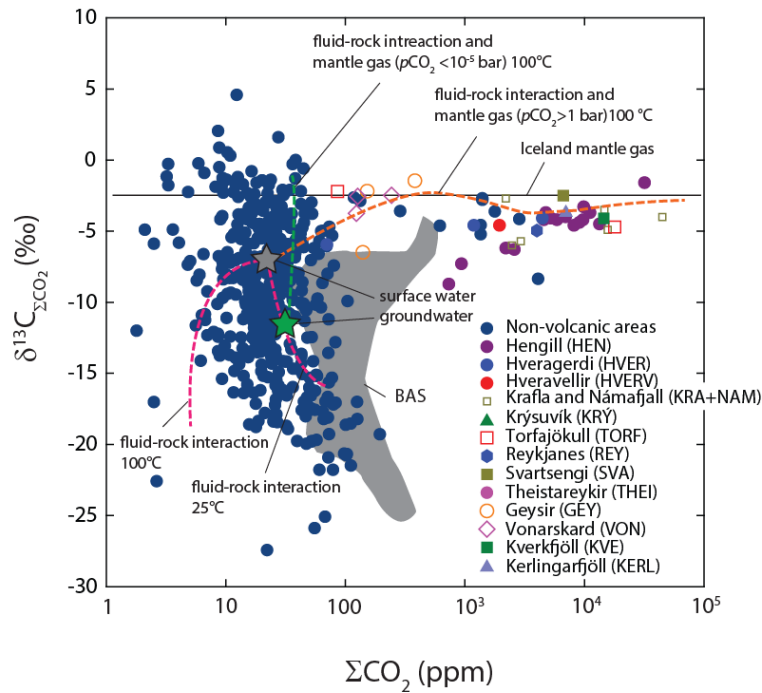 10
5
0
-5
-10
-15
-20
-25
-30
δ¹³C_ΣCO₂ (‰)
fluid-rock intreaction and
mantle gas (pCO₂ <10⁻⁵ bar) 100°C
fluid-rock interaction and
mantle gas (pCO₂>1 bar)100 °C
Iceland mantle gas
surface water
groundwater
BAS
fluid-rock interaction
100°C
fluid-rock interaction
25°C
Non-volcanic areas
Hengill (HEN)
Hveragerdi (HVER)
Hveravellir (HVERV)
Krafla and Námafjall (KRA+NAM)
Krýsuvík (KRÝ)
Torfajökull (TORF)
Reykjanes (REY)
Svartsengi (SVA)
Theistareykir (THEI)
Geysir (GEY)
Vonarskard (VON)
Kverkfjöll (KVE)
Kerlingarfjöll (KERL)
1 10 100 10³ 10⁴ 10⁵
ΣCO₂ (ppm)